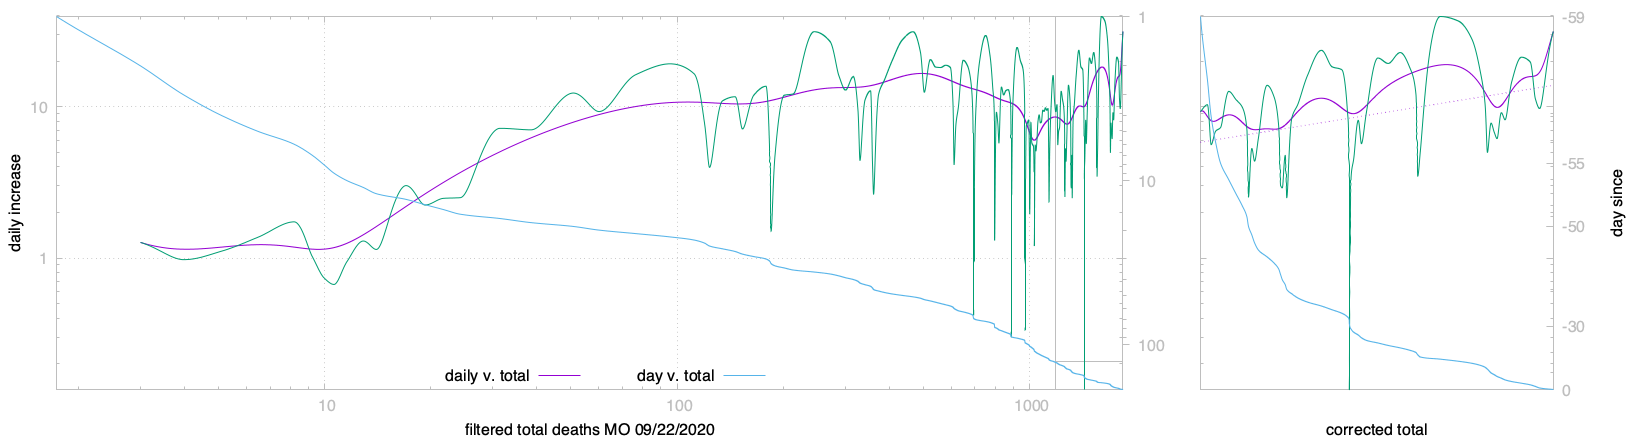 daily increase
10
1
daily v. total
day v. total
10
100
1000
filtered total deaths MO 09/22/2020
1
10
100
-59
-55
-50
-30
0
day since
corrected total